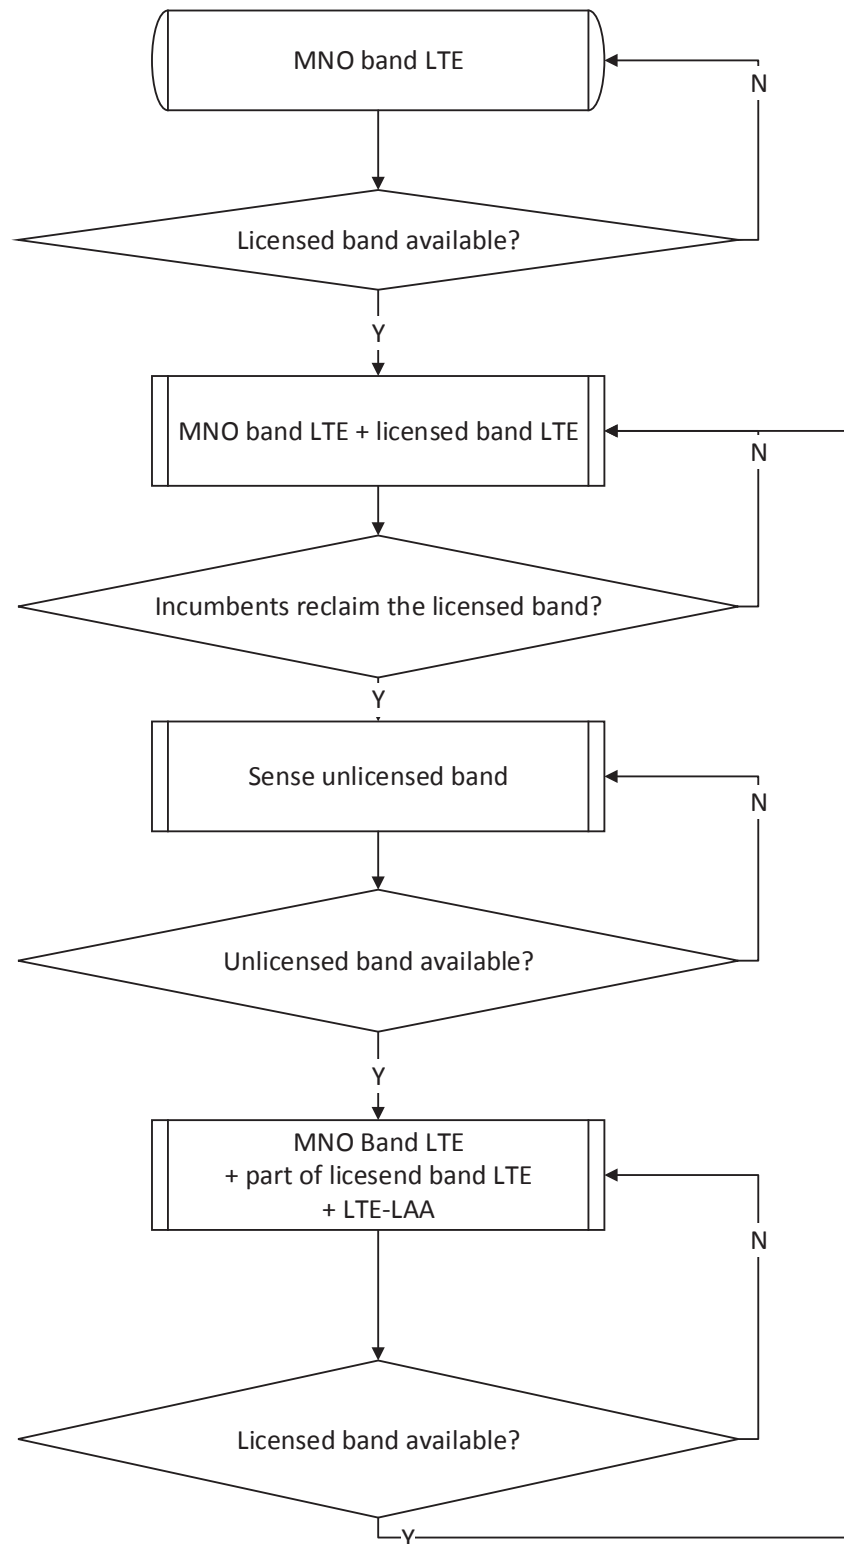 MNO band LTE
N
Licensed band available?
Y
MNO band LTE + licensed band LTE
N
Incumbents reclaim the licensed band?
Y
Sense unlicensed band
N
Unlicensed band available?
Y
MNO Band LTE
+ part of licesend band LTE
+ LTE-LAA
N
Licensed band available?
Y